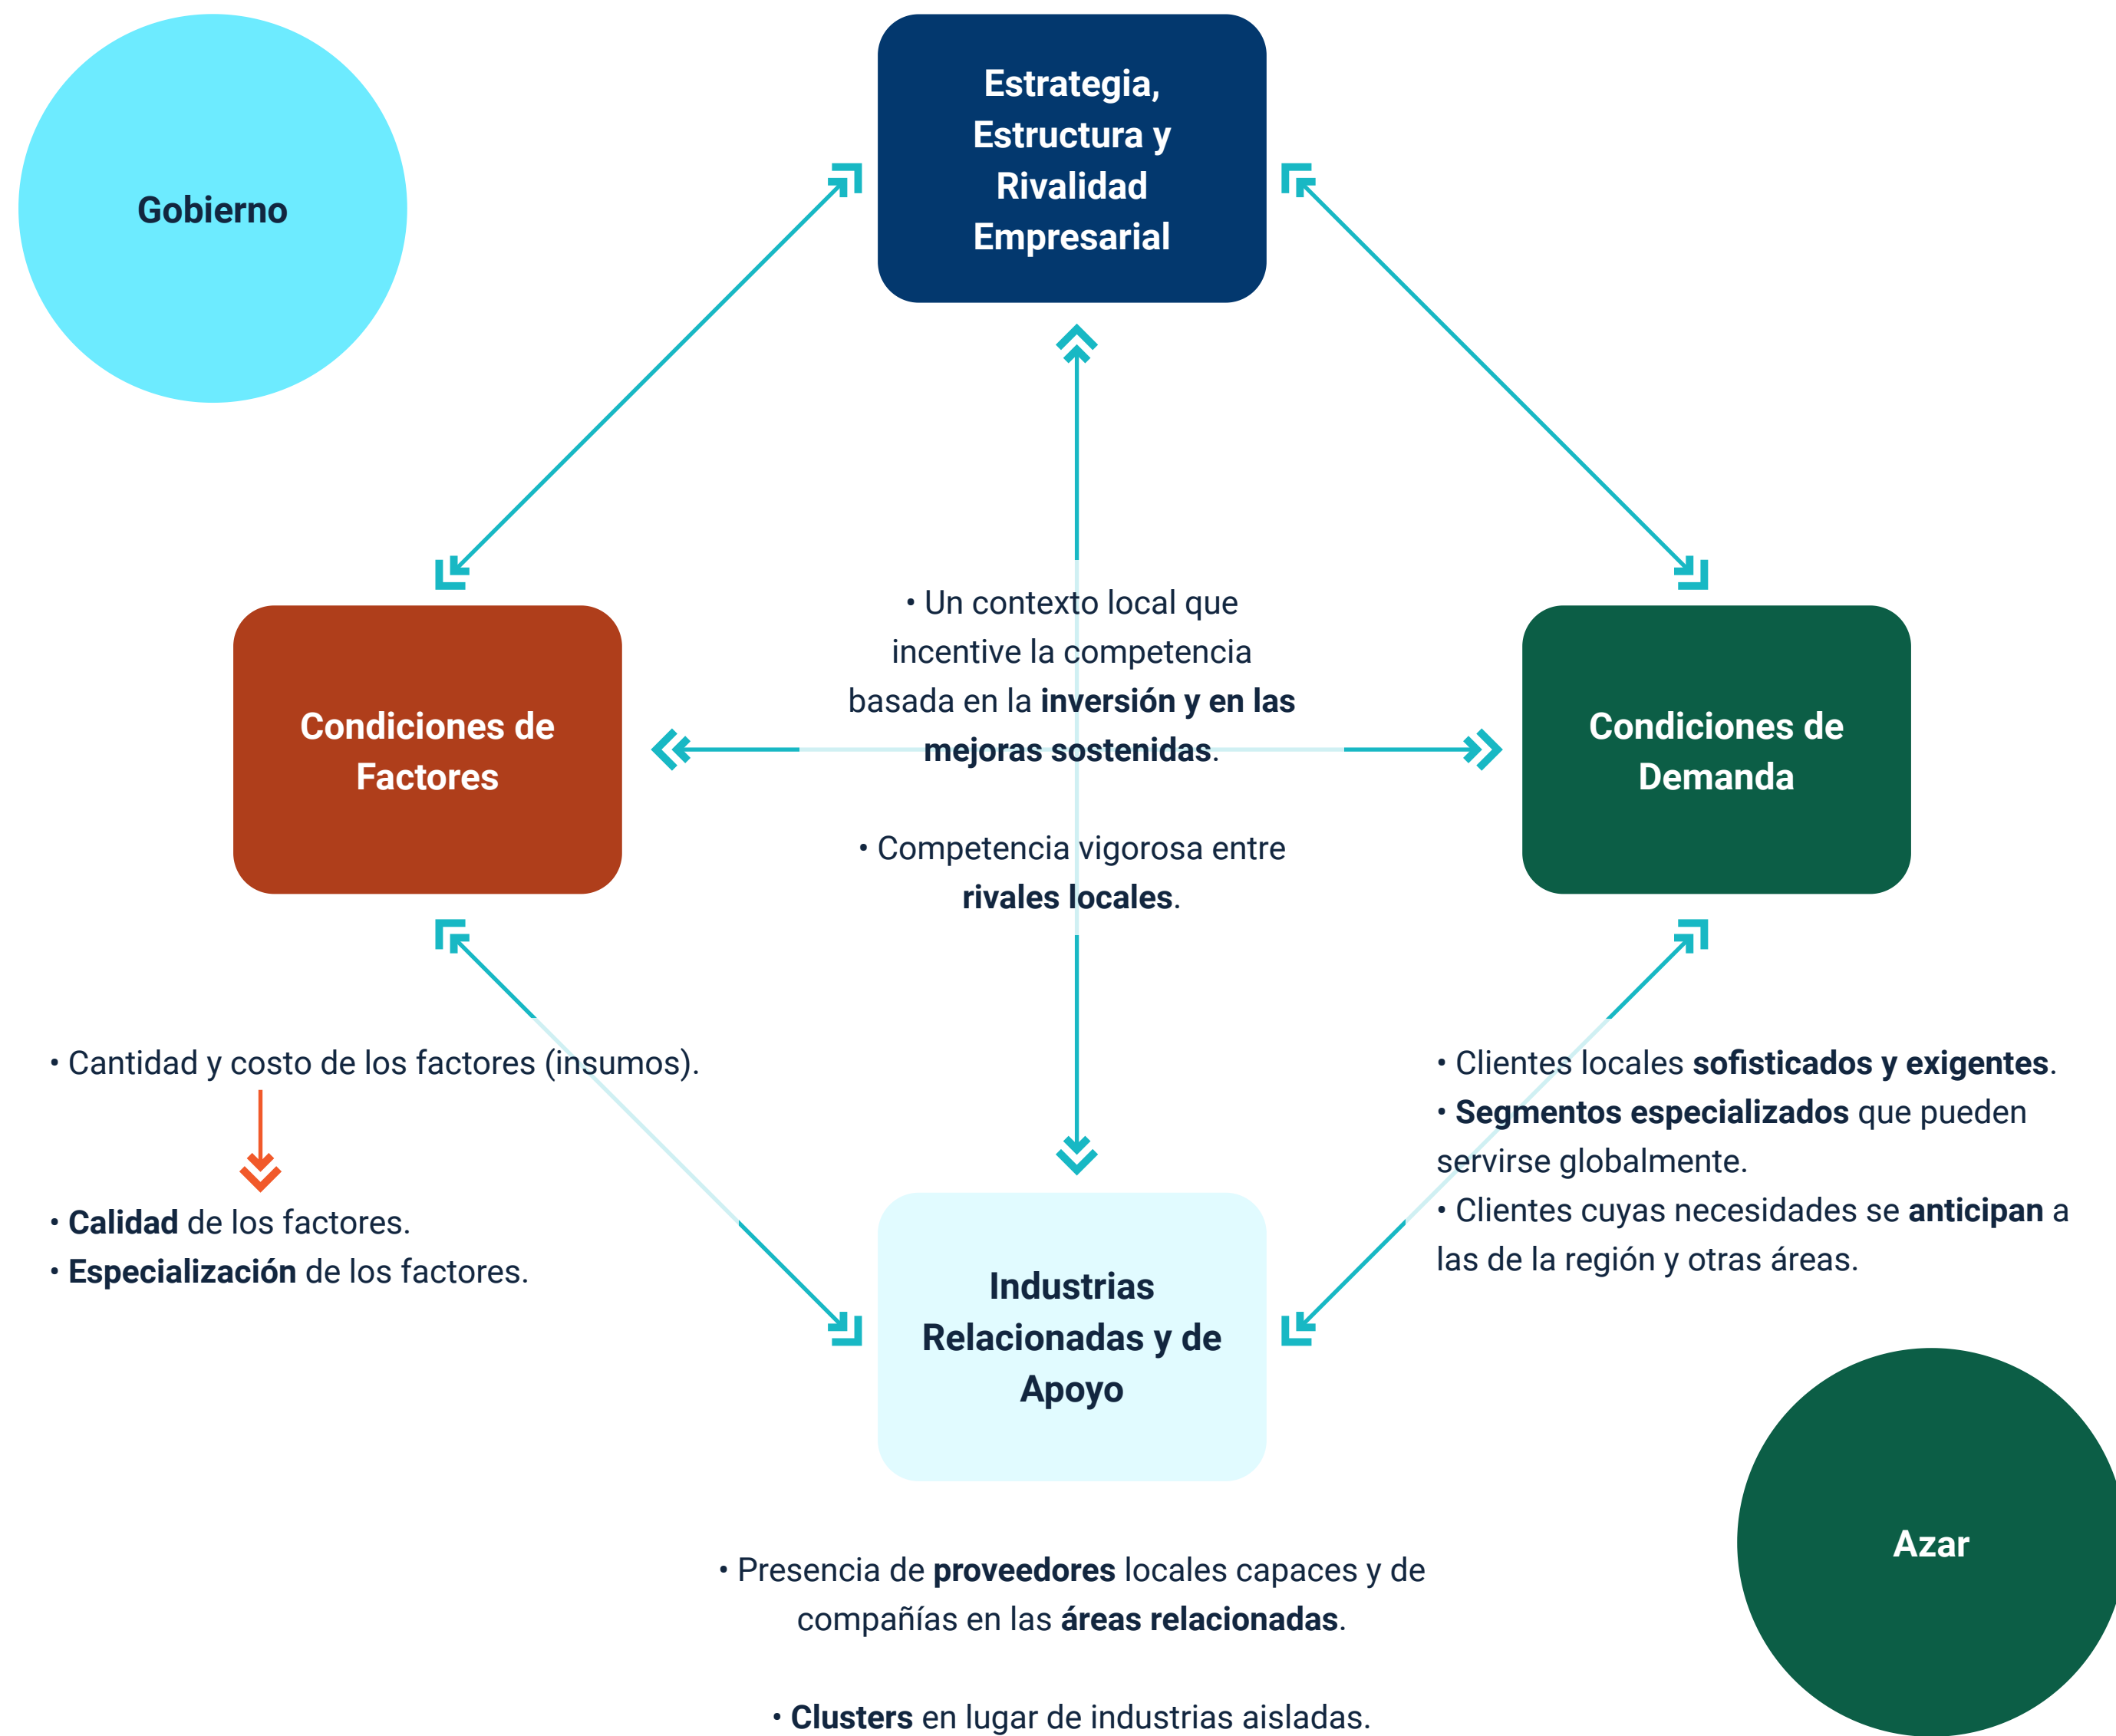 Gobierno
Estrategia,
Estructura y
Rivalidad
Empresarial
• Un contexto local que
incentive la competencia
basada en la inversión y en las
mejoras sostenidas.
• Competencia vigorosa entre
rivales locales.
Condiciones de
Factores
Condiciones de
Demanda
• Cantidad y costo de los factores (insumos).
• Calidad de los factores.
• Especialización de los factores.
• Clientes locales sofisticados y exigentes.
• Segmentos especializados que pueden
servirse globalmente.
• Clientes cuyas necesidades se anticipan a
las de la región y otras áreas.
Industrias
Relacionadas y de
Apoyo
• Presencia de proveedores locales capaces y de
compañías en las áreas relacionadas.
• Clusters en lugar de industrias aisladas.
Azar